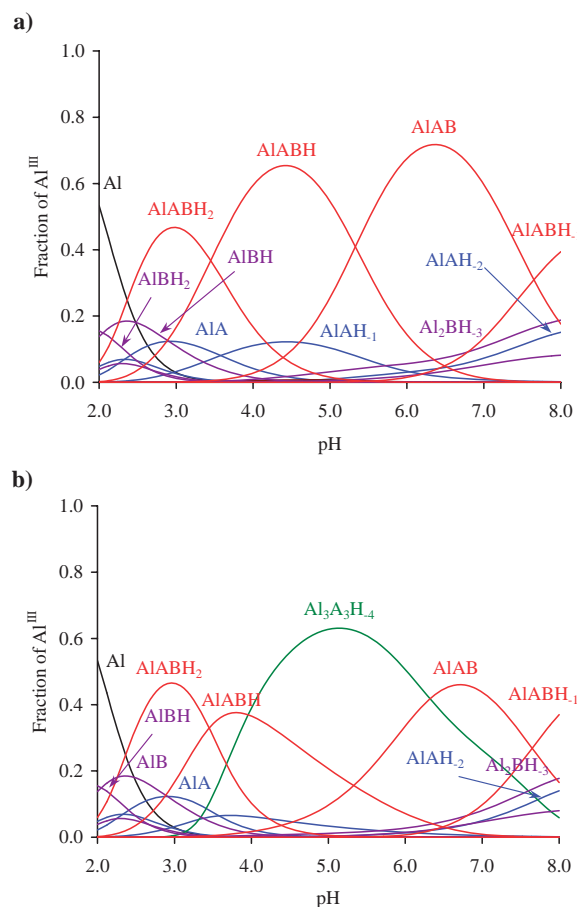 a)
1.0
0.8
0.6
0.4
0.2
0.0
Fraction of Al^III
Al
AlABH₂
AlBH₂
AlBH
AlA
AlABH
AlAH₋₁
AlAB
AlABH₋
AlAH₋₂
Al₂BH₋₃
2.0 3.0 4.0 5.0 6.0 7.0 8.0
pH
b)
1.0
0.8
0.6
0.4
0.2
0.0
Fraction of Al^III
Al
AlABH₂
AlBH
AlB
AlABH
AlA
Al₃A₃H₋₄
AlAB
AlABH₋₁
AlAH₋₂
Al₂BH₋₃
2.0 3.0 4.0 5.0 6.0 7.0 8.0
pH